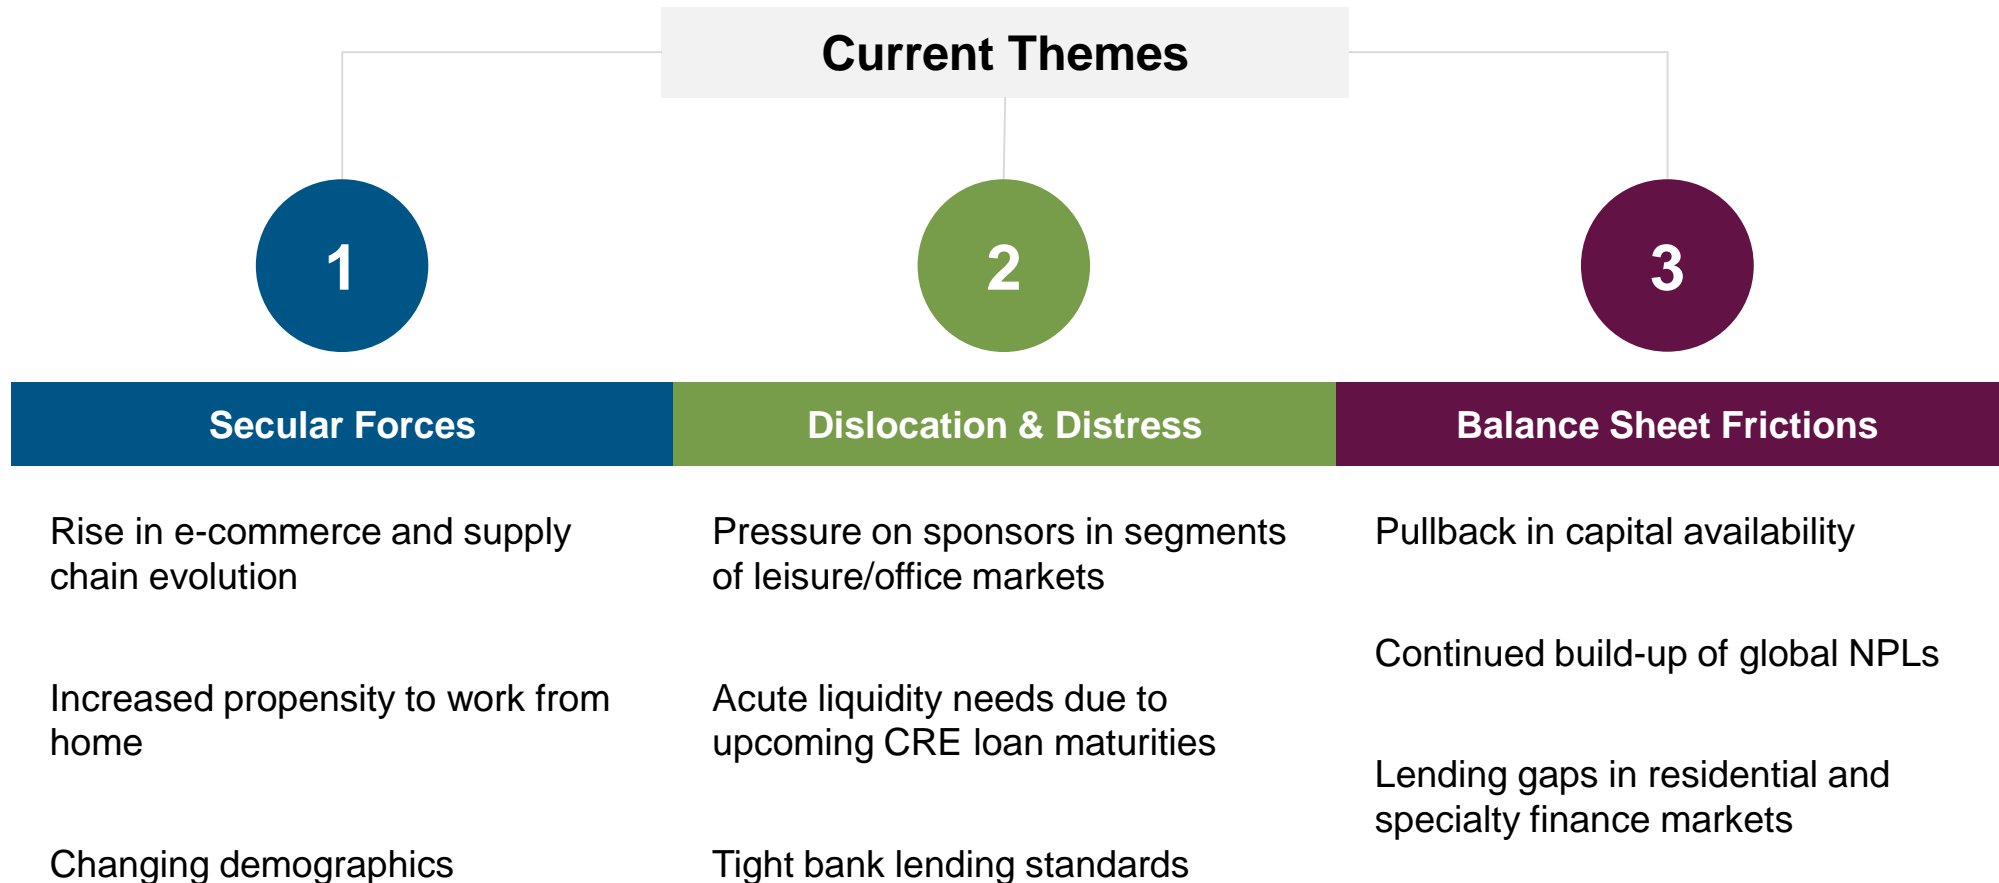 Current Themes
1
2
3
Secular Forces
Dislocation & Distress
Balance Sheet Frictions
Rise in e-commerce and supply
chain evolution
Increased propensity to work from
home
Changing demographics
Pressure on sponsors in segments
of leisure/office markets
Acute liquidity needs due to
upcoming CRE loan maturities
Tight bank lending standards
Pullback in capital availability
Continued build-up of global NPLs
Lending gaps in residential and
specialty finance markets